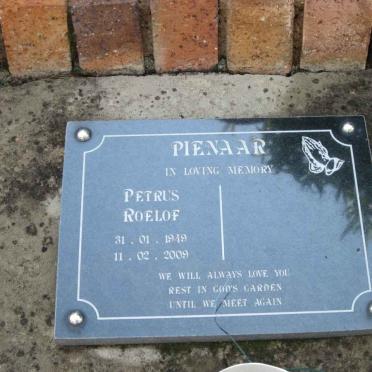 PIENAAR
IN LOVING MEMORY
PETRUS
ROELOF
31 . 01 . 1949
11 . 02 . 2009
WE WILL ALWAYS LOVE YOU
REST IN GOD'S GARDEN
UNTIL WE MEET AGAIN